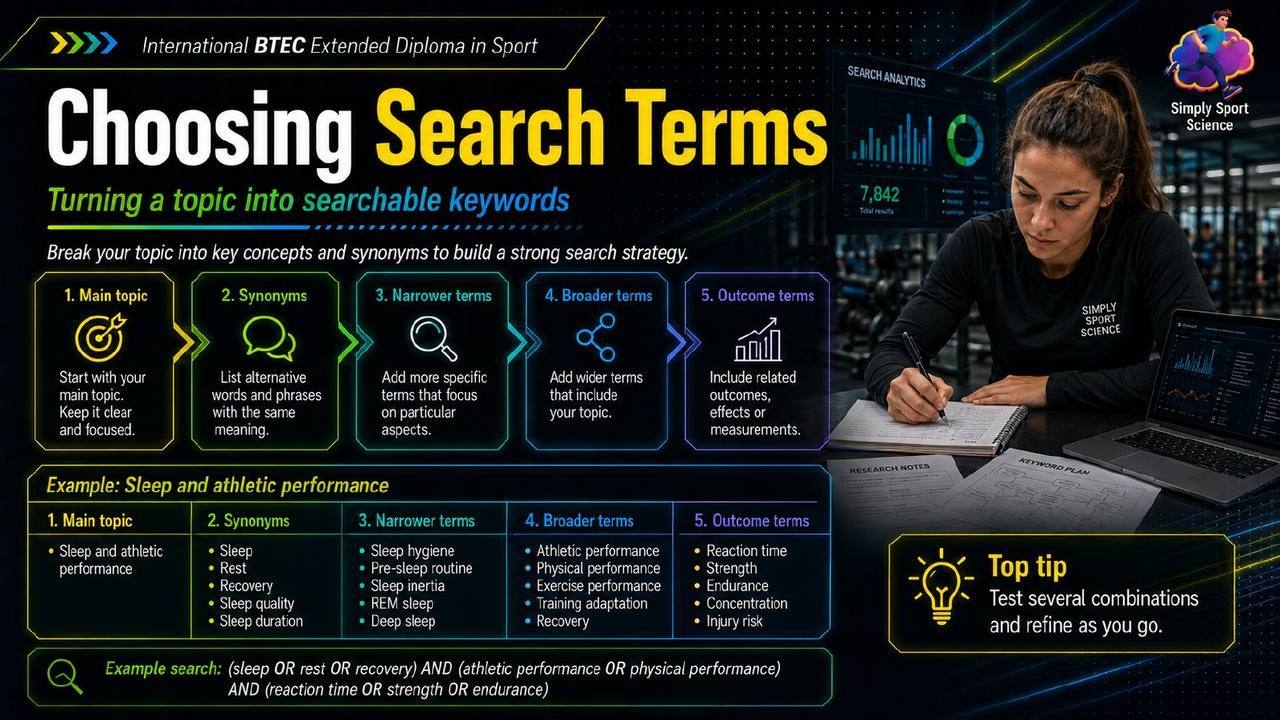 International BTEC Extended Diploma in Sport
Choosing Search Terms
Turning a topic into searchable keywords
Break your topic into key concepts and synonyms to build a strong search strategy.
1. Main topic
Start with your
main topic.
Keep it clear
and focused.
2. Synonyms
List alternative
words and phrases
with the same
meaning.
3. Narrower terms
Add more specific
terms that focus
on particular
aspects.
4. Broader terms
Add wider terms
that include
your topic.
5. Outcome terms
Include related
outcomes,
effects or
measurements.
Example: Sleep and athletic performance
1. Main topic
• Sleep and athletic
performance
2. Synonyms
• Sleep
• Rest
• Recovery
• Sleep quality
• Sleep duration
3. Narrower terms
• Sleep hygiene
• Pre-sleep routine
• Sleep inertia
• REM sleep
• Deep sleep
4. Broader terms
• Athletic performance
• Physical performance
• Exercise performance
• Training adaptation
• Recovery
5. Outcome terms
• Reaction time
• Strength
• Endurance
• Concentration
• Injury risk
Example search: (sleep OR rest OR recovery) AND (athletic performance OR physical performance)
AND (reaction time OR strength OR endurance)
SEARCH ANALYTICS
7,842
Total results
Simply Sport
Science
SIMPLY
SPORT
SCIENCE
RESEARCH NOTES
KEYWORD PLAN
Top tip
Test several combinations
and refine as you go.